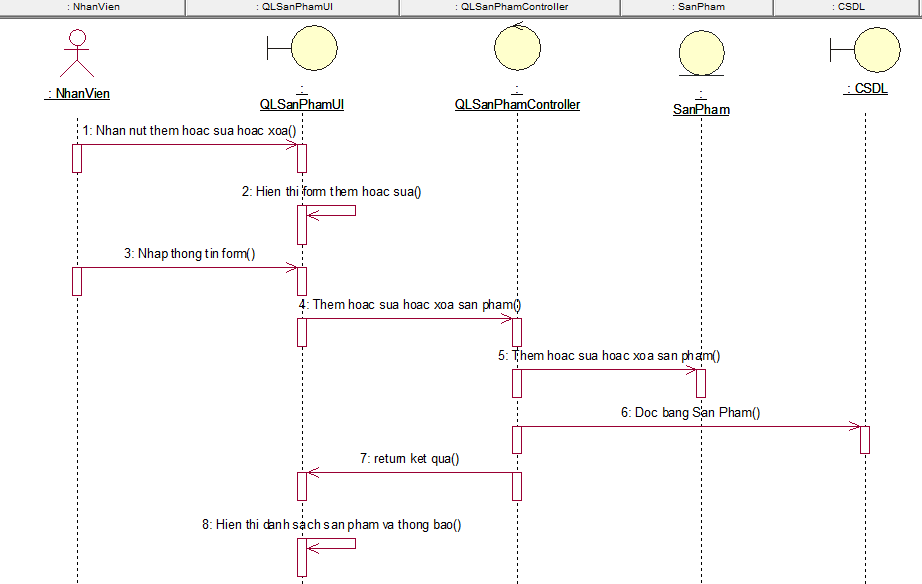 : NhanVien
: QLSanPhamUI
: QLSanPhamController
: SanPham
: CSDL
: NhanVien
:
QLSanPhamUI
:
QLSanPhamController
:
SanPham
: CSDL
1: Nhan nut them hoac sua hoac xoa()
2: Hien thi form them hoac sua()
3: Nhap thong tin form()
4: Them hoac sua hoac xoa san pham()
5: Them hoac sua hoac xoa san pham()
6: Doc bang San Pham()
7: return ket qua()
8: Hien thi danh sach san pham va thong bao()